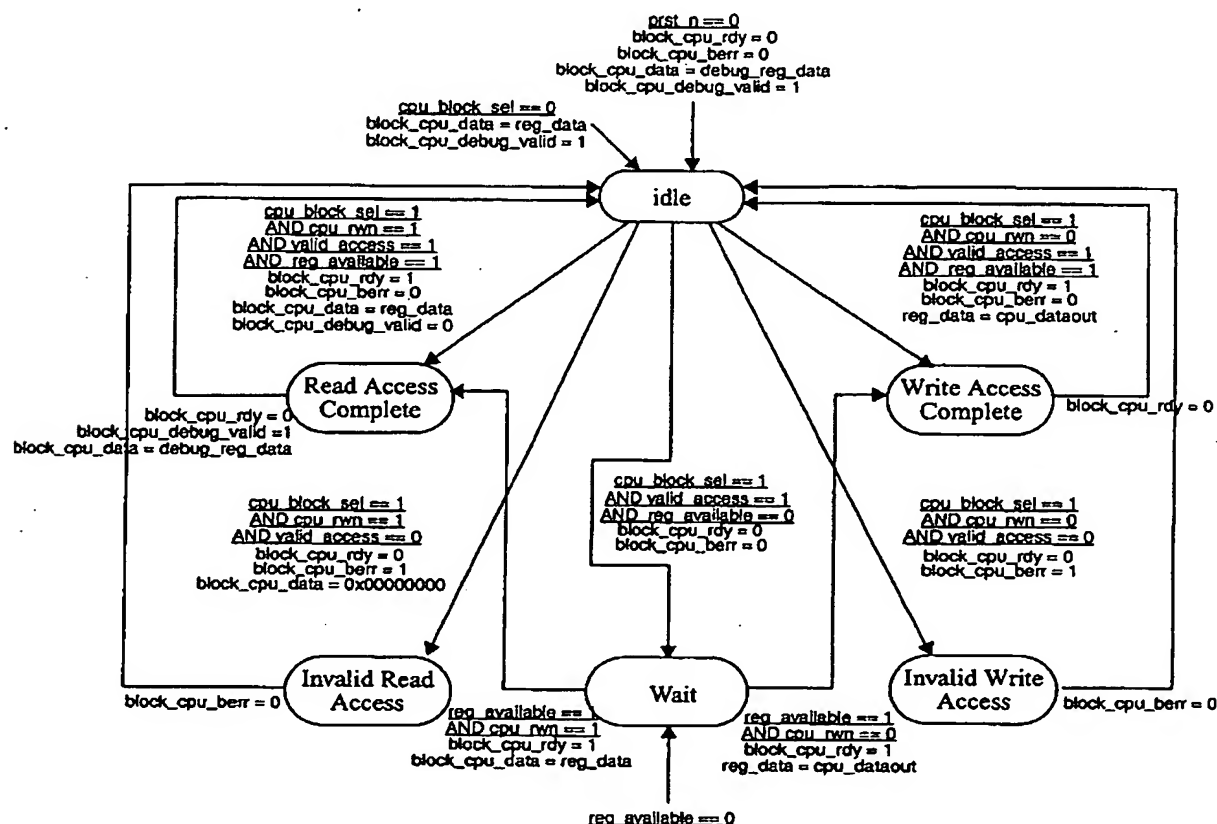 prst_n == 0
block_cpu_rdy = 0
block_cpu_berr = 0
block_cpu_data = debug_reg_data
block_cpu_debug_valid = 1
cpu_block_sel == 0
block_cpu_data = reg_data
block_cpu_debug_valid = 1
idle
cpu_block_sel == 1
AND cpu_rwn == 1
AND valid_access == 1
AND reg_available == 1
block_cpu_rdy = 1
block_cpu_berr = 0
block_cpu_data = reg_data
block_cpu_debug_valid = 0
cpu_block_sel == 1
AND cpu_rwn == 0
AND valid_access == 1
AND reg_available == 1
block_cpu_rdy = 1
block_cpu_berr = 0
reg_data = cpu_dataout
Read Access
Complete
Write Access
Complete
block_cpu_rdy = 0
block_cpu_debug_valid =1
block_cpu_data = debug_reg_data
block_cpu_rdy = 0
cpu_block_sel == 1
AND cpu_rwn == 1
AND valid_access == 0
block_cpu_rdy = 0
block_cpu_berr = 1
block_cpu_data = 0x00000000
cpu_block_sel == 1
AND valid_access == 1
AND reg_available == 0
block_cpu_rdy = 0
block_cpu_berr = 0
cpu_block_sel == 1
AND cpu_rwn == 0
AND valid_access == 0
block_cpu_rdy = 0
block_cpu_berr = 1
Invalid Read
Access
Wait
Invalid Write
Access
block_cpu_berr = 0
reg_available == 1
AND cpu_rwn == 1
block_cpu_rdy = 1
block_cpu_data = reg_data
reg_available == 1
AND cpu_rwn == 0
block_cpu_rdy = 1
reg_data = cpu_dataout
block_cpu_berr = 0
reg_available == 0